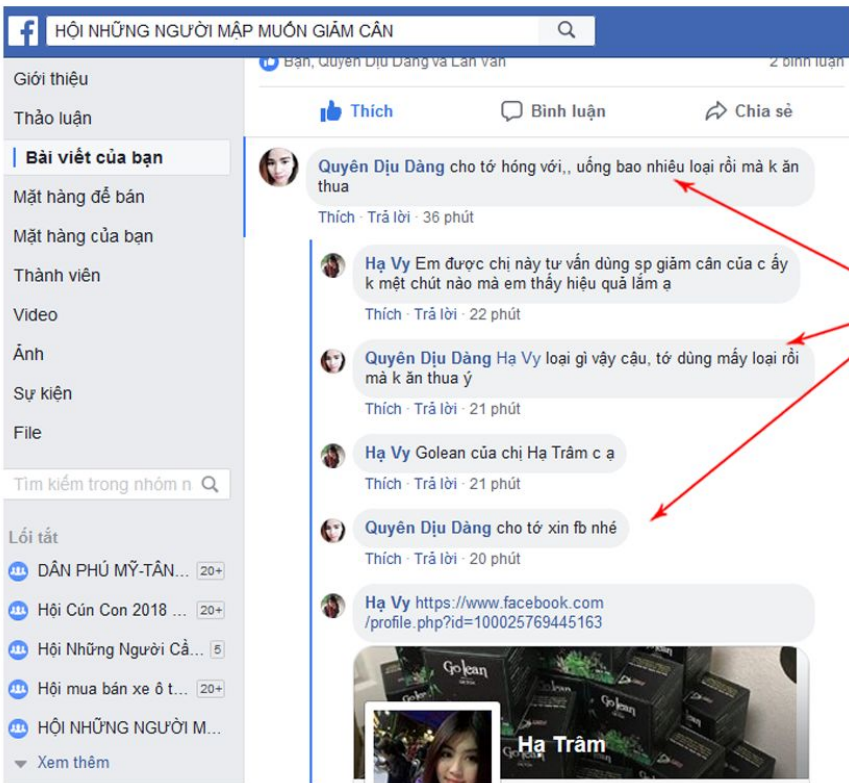 f
HỘI NHỮNG NGƯỜI MẬP MUỐN GIẢM CÂN
Giới thiệu
Thảo luận
Bài viết của bạn
Mặt hàng để bán
Mặt hàng của bạn
Thành viên
Video
Ảnh
Sự kiện
File
Tìm kiếm trong nhóm n
Lối tắt
DÂN PHÚ MỸ-TÂN... 20+
Hội Cún Con 2018 ... 20+
Hội Những Người Cầ... 5
Hội mua bán xe ô t... 20+
HỘI NHỮNG NGƯỜI M...
Xem thêm
Bạn, Quyên Dịu Dàng và Lan Van 2 bình luận
Thích Bình luận Chia sẻ
Quyên Dịu Dàng cho tớ hóng với,, uống bao nhiêu loại rồi mà k ăn
thua
Thích · Trả lời · 36 phút
Hạ Vy Em được chị này tư vấn dùng sp giảm cân của c ấy
k mệt chút nào mà em thấy hiệu quả lắm ạ
Thích · Trả lời · 22 phút
Quyên Dịu Dàng Hạ Vy loại gì vậy cậu, tớ dùng mấy loại rồi
mà k ăn thua ý
Thích · Trả lời · 21 phút
Hạ Vy Golean của chị Hạ Trâm c ạ
Thích · Trả lời · 21 phút
Quyên Dịu Dàng cho tớ xin fb nhé
Thích · Trả lời · 20 phút
Hạ Vy https://www.facebook.com
/profile.php?id=100025769445163
Golean
Golean
Hạ Trâm